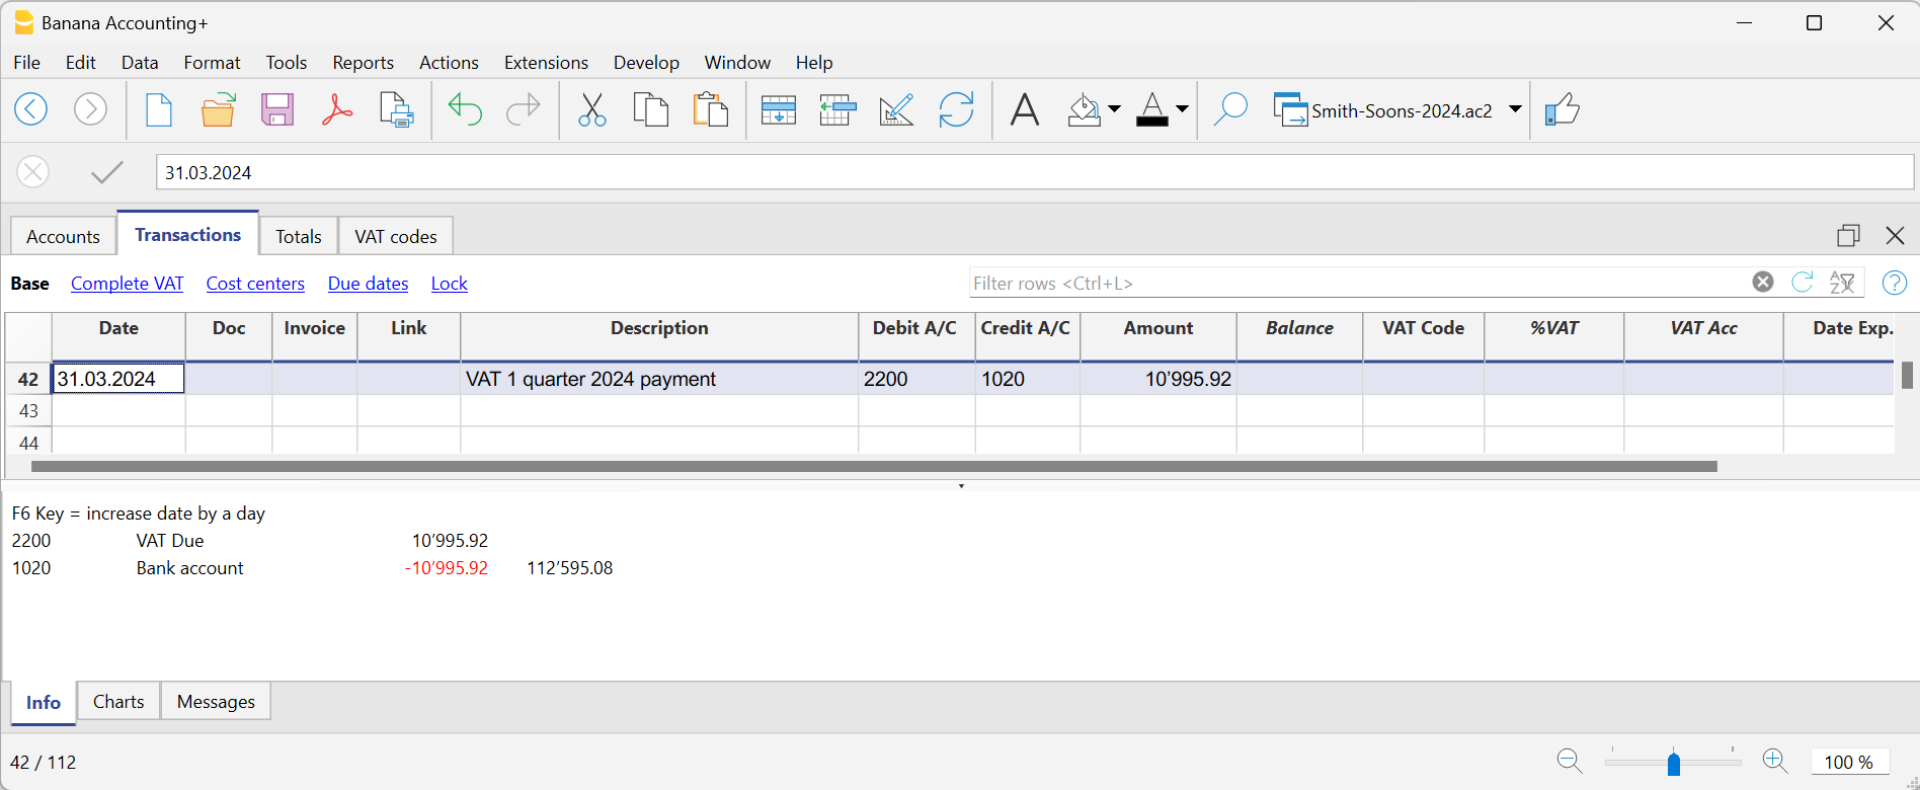 Banana Accounting+
File Edit Data Format Tools Reports Actions Extensions Develop Window Help
Smith-Soons-2024.ac2
31.03.2024
Accounts Transactions Totals VAT codes
Base Complete VAT Cost centers Due dates Lock Filter rows <Ctrl+L>
Date Doc Invoice Link Description Debit A/C Credit A/C Amount Balance VAT Code %VAT VAT Acc Date Exp.
42 31.03.2024 VAT 1 quarter 2024 payment 2200 1020 10’995.92
43
44
F6 Key = increase date by a day
2200 VAT Due 10’995.92
1020 Bank account -10’995.92 112’595.08
Info Charts Messages
42 / 112 100 %